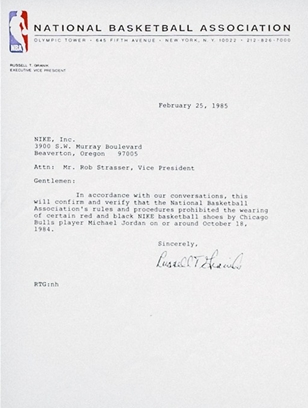 NBA
NATIONAL BASKETBALL ASSOCIATION
OLYMPIC TOWER • 645 FIFTH AVENUE • NEW YORK, N.Y. 10022 • 212-826-7000
RUSSELL T. GRANIK
EXECUTIVE VICE PRESIDENT
February 25, 1985
NIKE, Inc.
3900 S.W. Murray Boulevard
Beaverton, Oregon 97005
Attn: Mr. Rob Strasser, Vice President
Gentlemen:
In accordance with our conversations, this
will confirm and verify that the National Basketball
Association's rules and procedures prohibited the wearing
of certain red and black NIKE basketball shoes by Chicago
Bulls player Michael Jordan on or around October 18,
1984.
Sincerely,
Russell T. Granik
RTG:nh